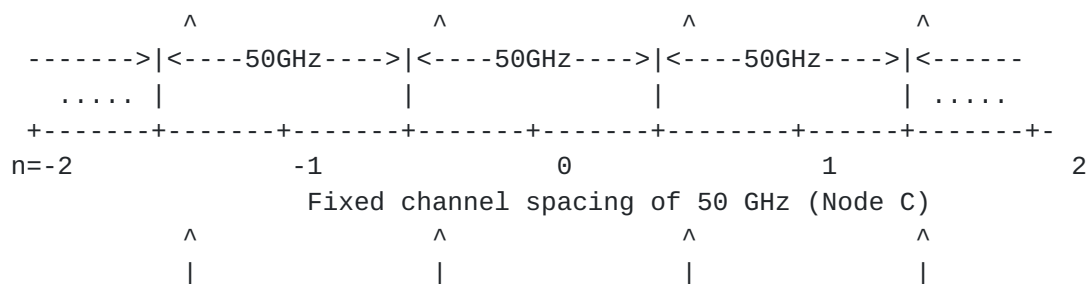 ^ ^ ^ ^
------->|<----50GHz---->|<----50GHz---->|<----50GHz---->|<------
..... | | | | .....
+-------+-------+-------+-------+-------+--------+------+-------+-
n=-2 -1 0 1 2
Fixed channel spacing of 50 GHz (Node C)
^ ^ ^ ^
| | | |